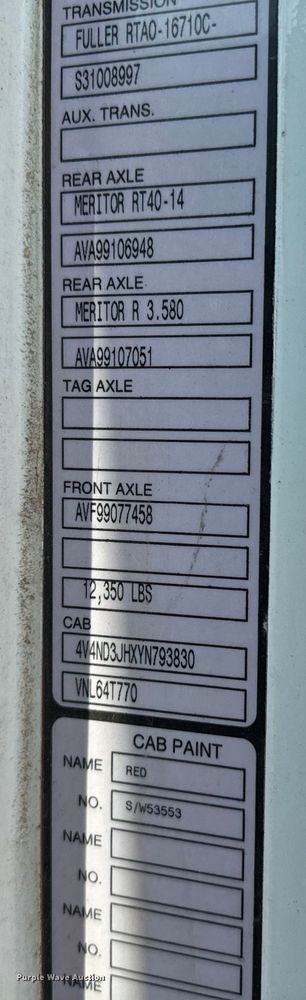 TRANSMISSION
FULLER RTAO-16710C-
S31008997
AUX. TRANS.
REAR AXLE
MERITOR RT40-14
AVA99106948
REAR AXLE
MERITOR R 3.580
AVA99107051
TAG AXLE
FRONT AXLE
AVF99077458
12,350 LBS
CAB
4V4ND3JHXYN793830
VNL64T770
CAB PAINT
NAME RED
NO. S/W53553
NAME
NO.
NAME
NO.
NAME
Purple Wave Auction